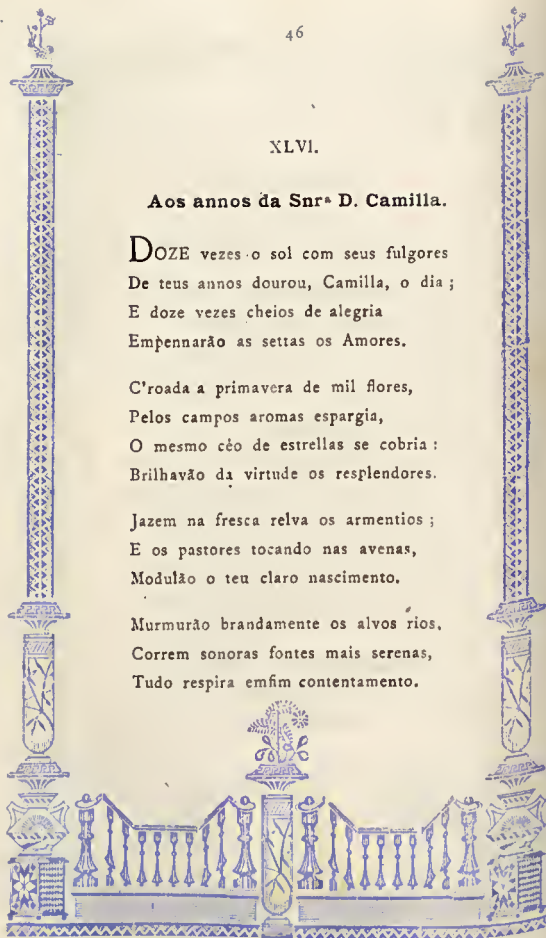 46
XLVI.
Aos annos da Snrª D. Camilla.
DOZE vezes o sol com seus fulgores
De teus annos dourou, Camilla, o dia ;
E doze vezes cheios de alegria
Empennarão as settas os Amores.
C'roada a primavera de mil flores,
Pelos campos aromas espargia,
O mesmo céo de estrellas se cobria :
Brilhavão da virtude os resplendores.
Jazem na fresca relva os armentios ;
E os pastores tocando nas avenas,
Modulão o teu claro nascimento.
Murmurão brandamente os alvos rios,
Correm sonoras fontes mais serenas,
Tudo respira emfim contentamento.